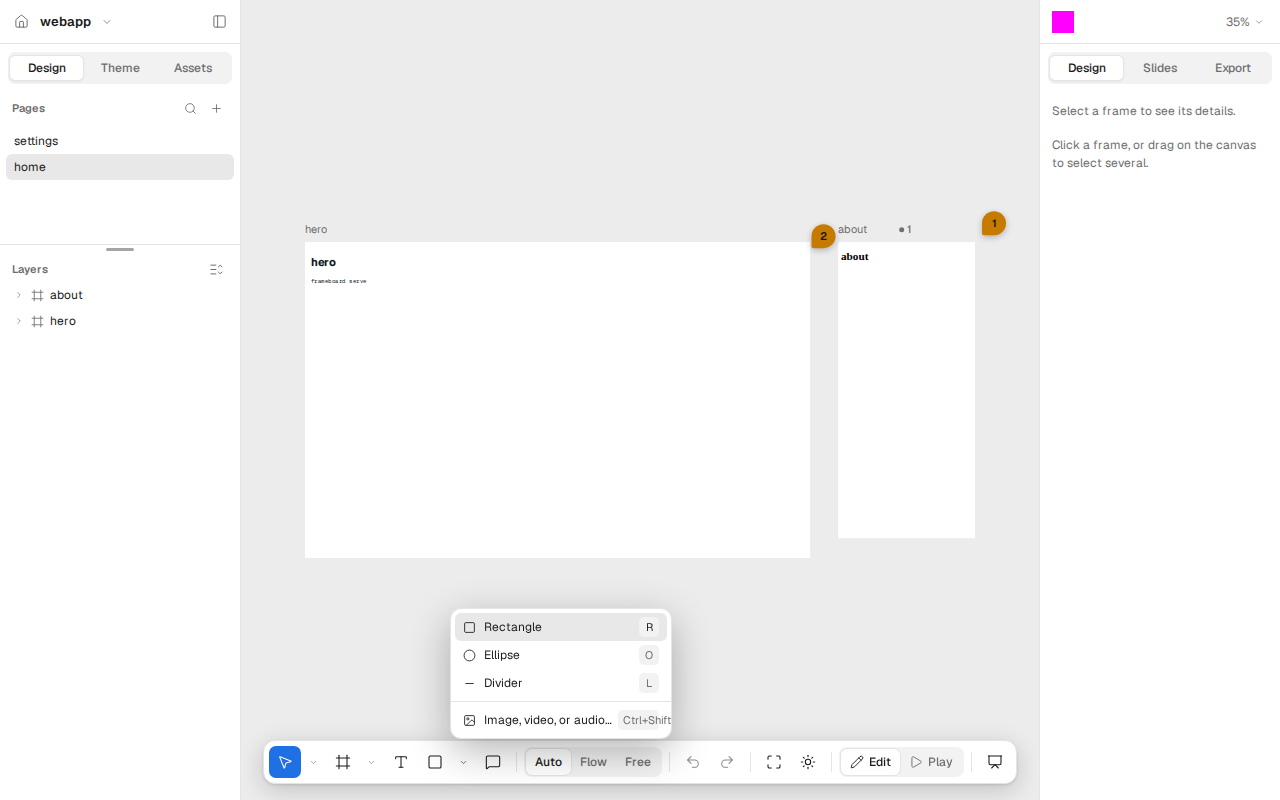 webapp
Design Theme Assets
Pages
settings
home
Layers
about
hero
hero
2
about 1
1
hero
frameboard serve
about
Rectangle R
Ellipse O
Divider L
Image, video, or audio... Ctrl+Shift
Auto Flow Free Edit Play
35%
Design Slides Export
Select a frame to see its details.
Click a frame, or drag on the canvas
to select several.